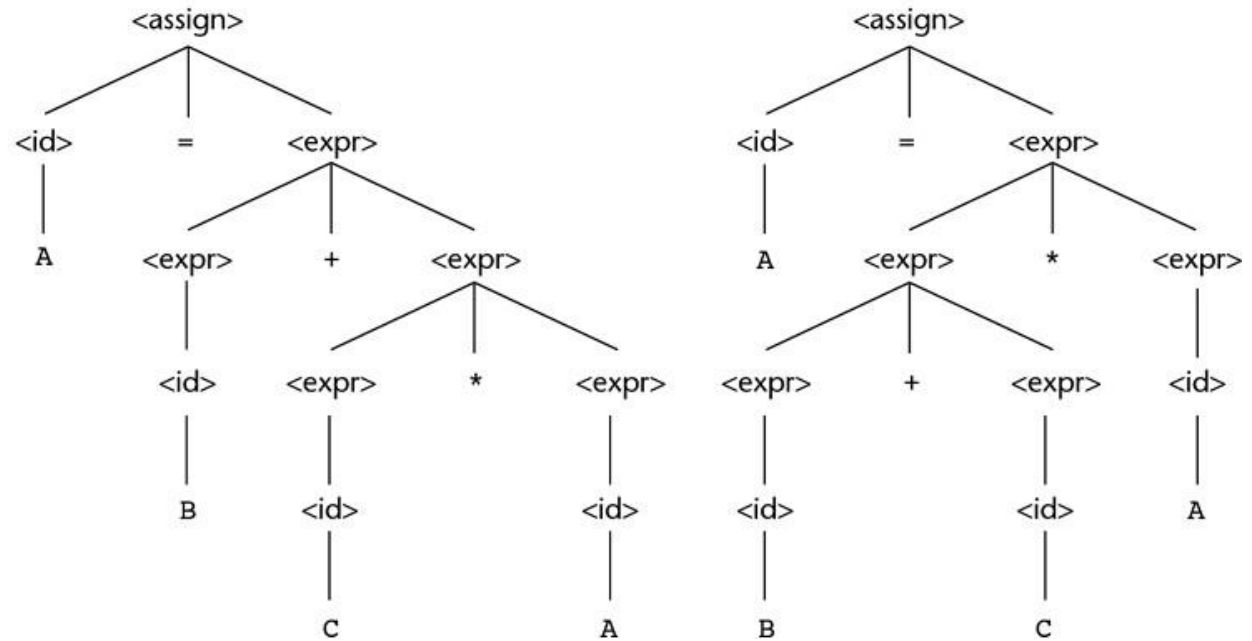 <assign> <assign>
<id> = <expr> <id> = <expr>
A <expr> + <expr> A <expr> * <expr>
<id> <expr> * <expr> <expr> + <expr> <id>
B <id> <id> <id> <id> A
C A B C